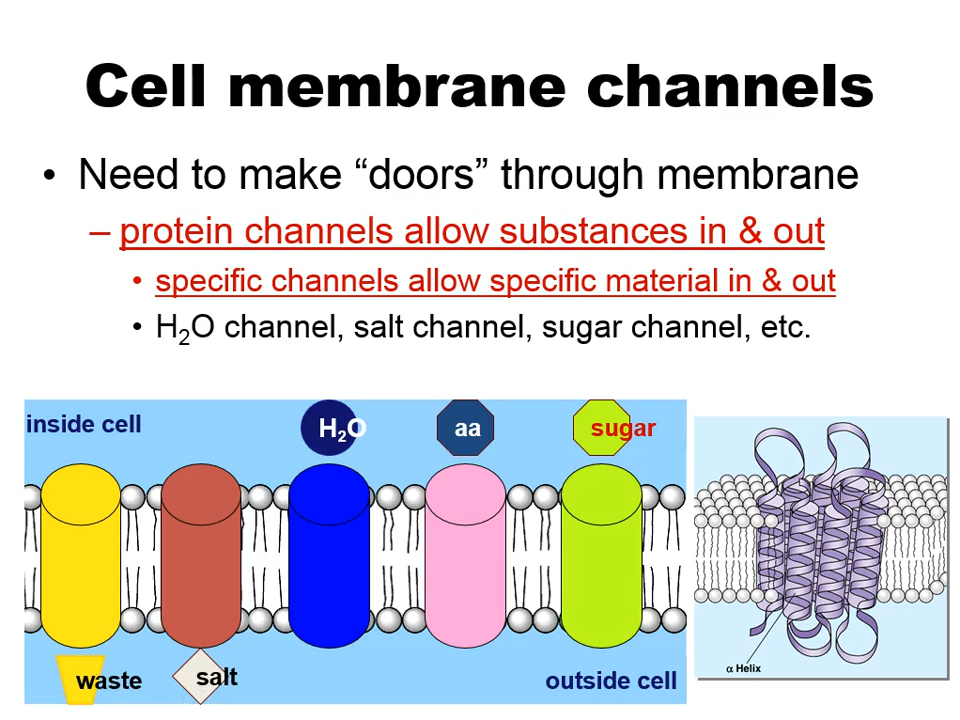 Cell membrane channels
• Need to make “doors” through membrane
– protein channels allow substances in & out
• specific channels allow specific material in & out
• H₂O channel, salt channel, sugar channel, etc.
inside cell
H₂O
aa
sugar
waste
salt
outside cell
α Helix